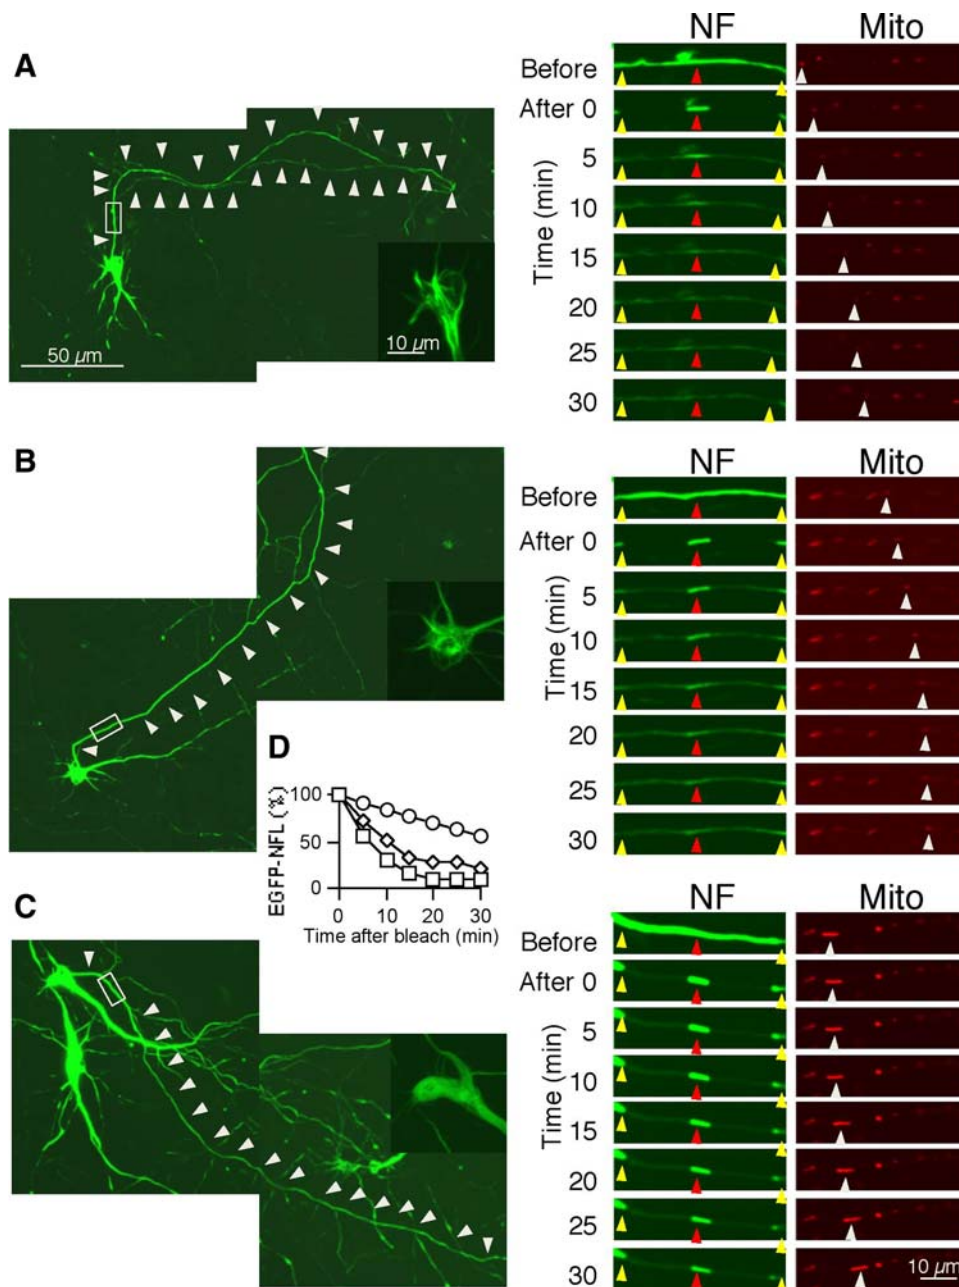 A
50 µm
10 µm
NF
Mito
Before
After 0
5
10
15
20
25
30
Time (min)
B
NF
Mito
Before
After 0
5
10
15
20
25
30
Time (min)
D
EGFP-NFL (%)
100
50
0
0
10
20
30
Time after bleach (min)
C
NF
Mito
Before
After 0
5
10
15
20
25
30
Time (min)
10 µm